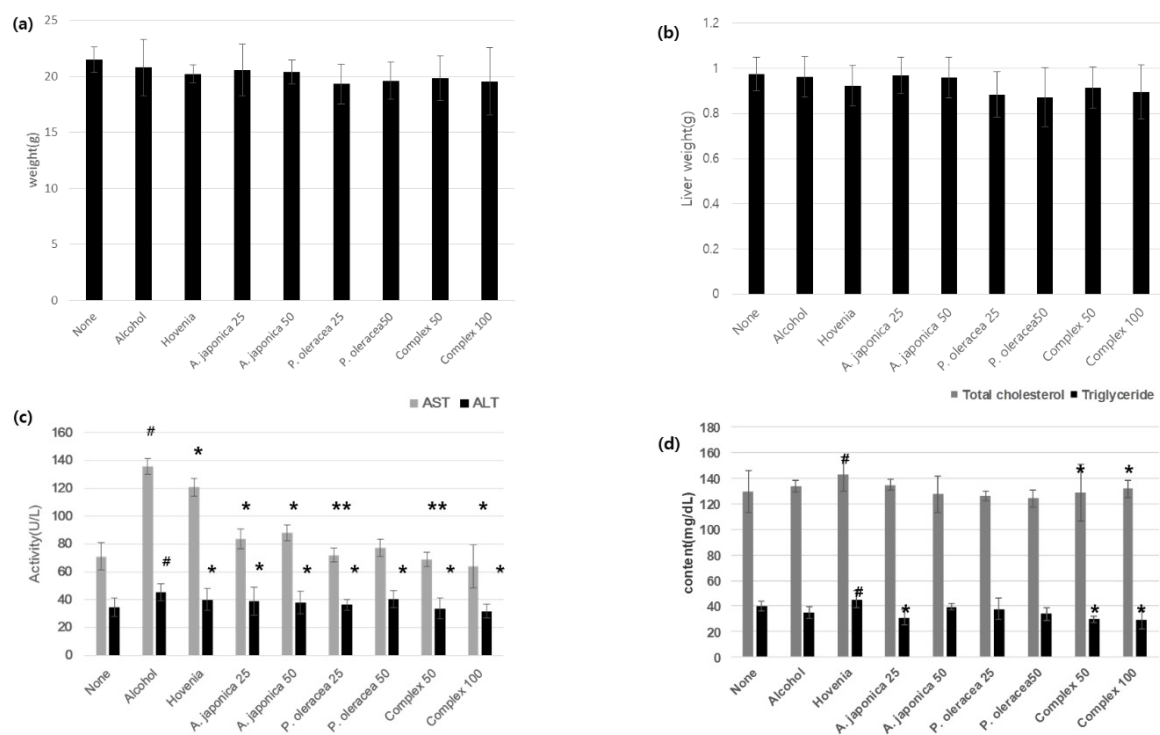 (a)
25
20
15
10
5
0
weight(g)
None
Alcohol
Hovenia
A. japonica 25
A. japonica 50
P. oleracea 25
P. oleracea 50
Complex 50
Complex 100
(b)
1.2
1
0.8
0.6
0.4
0.2
0
Liver weight(g)
None
Alcohol
Hovenia
A. japonica 25
A. japonica 50
P. oleracea 25
P. oleracea50
Complex 50
Complex 100
(c)
AST ALT
160
140
120
100
80
60
40
20
0
Activity(U/L)
# * * * ** ** *
# * * * * * * *
None
Alcohol
Hovenia
A. japonica 25
A. japonica 50
P. oleracea 25
P. oleracea 50
Complex 50
Complex 100
Total cholesterol Triglyceride
(d)
180
160
140
120
100
80
60
40
20
0
content(mg/dL)
# * *
# * * *
None
Alcohol
Hovenia
A. japonica 25
A. japonica 50
P. oleracea 25
P. oleracea50
Complex 50
Complex 100